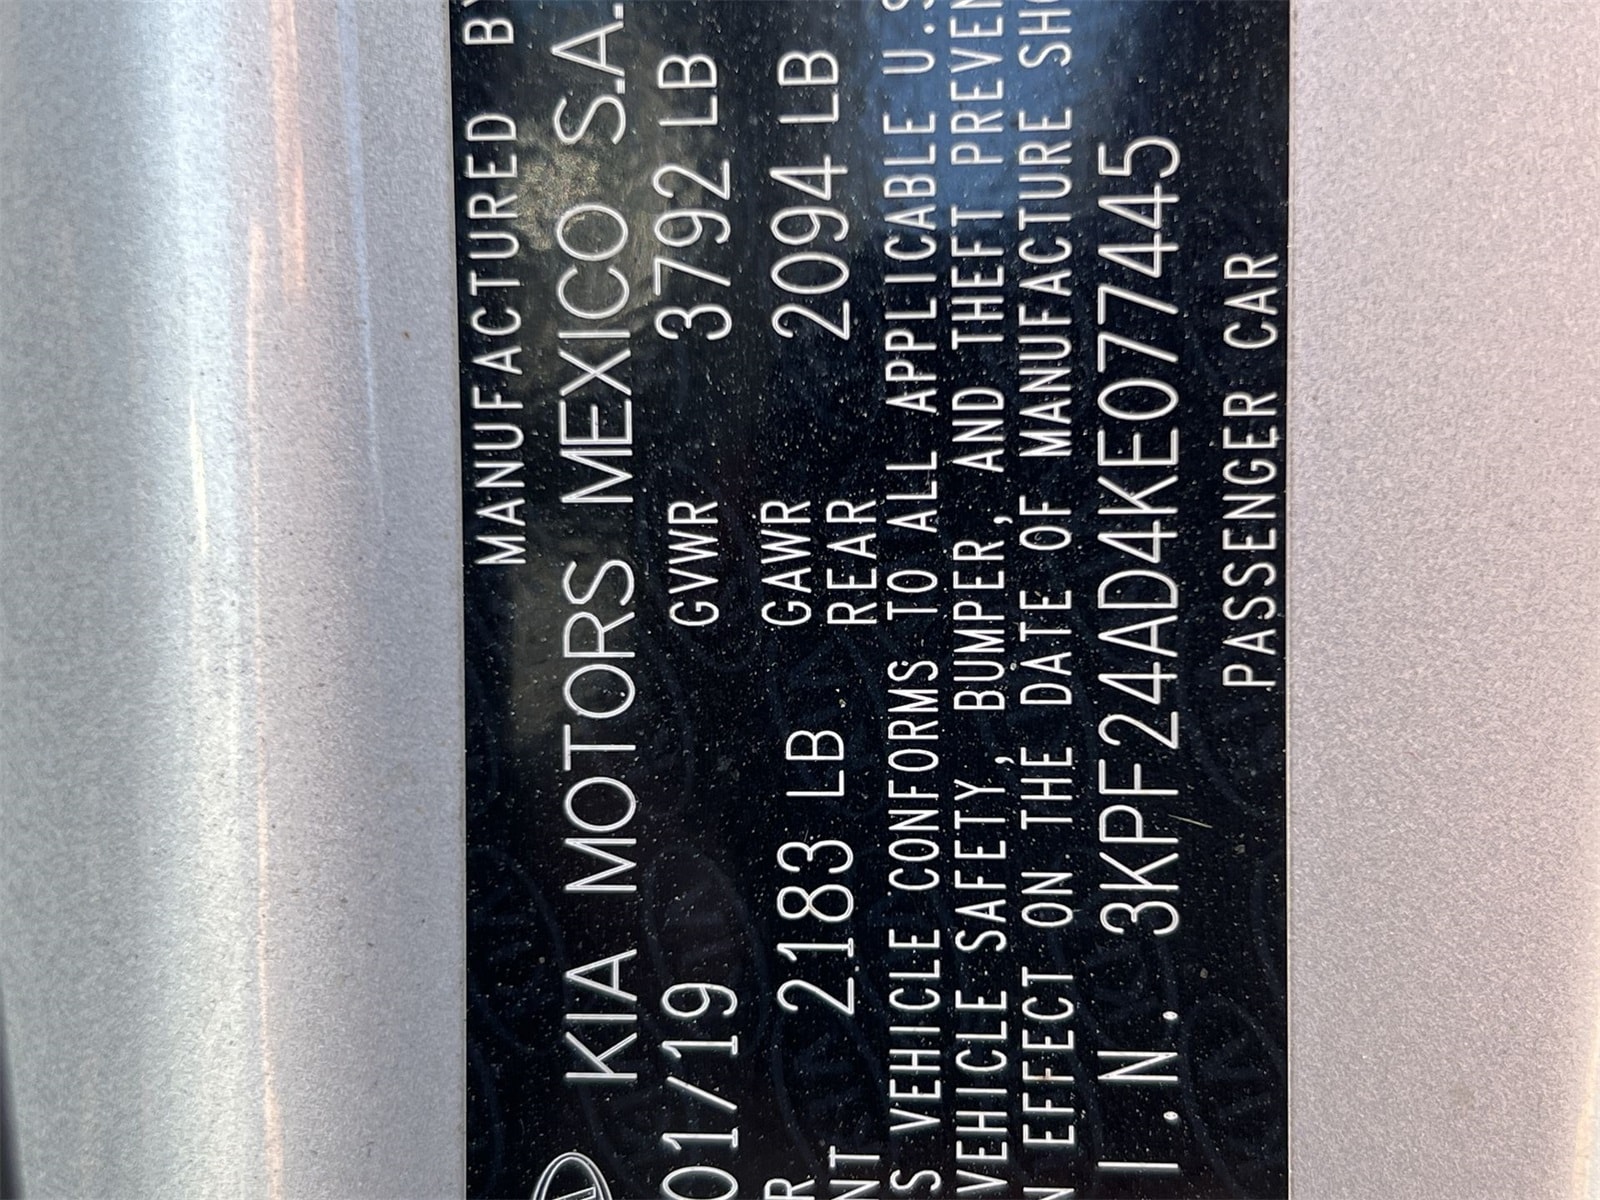 MANUFACTURED BY
KIA MOTORS MEXICO S.A.
01/19 GVWR 3792 LB
R 2183 LB GAWR 2094 LB
NT REAR
S VEHICLE CONFORMS TO ALL APPLICABLE U.S
VEHICLE SAFETY, BUMPER, AND THEFT PREVEN
N EFFECT ON THE DATE OF MANUFACTURE SHO
I.N. 3KPF24AD4KE077445
PASSENGER CAR